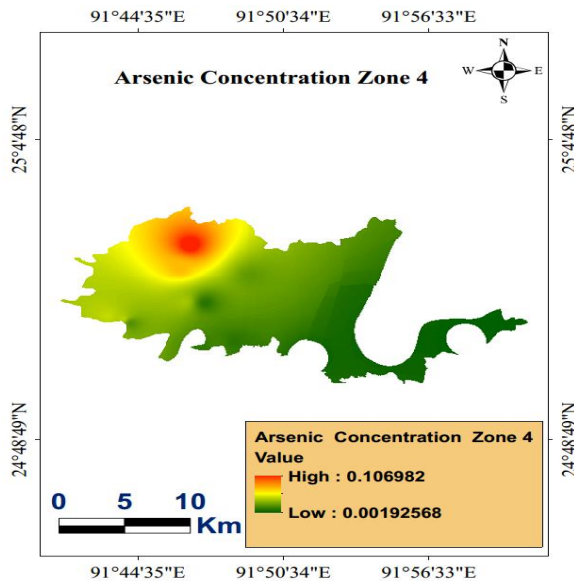 91°44'35"E 91°50'34"E 91°56'33"E
Arsenic Concentration Zone 4
N
W E
S
25°4'48"N 25°4'48"N
24°48'49"N 24°48'49"N
Arsenic Concentration Zone 4
Value
High : 0.106982
Low : 0.00192568
0 5 10
Km
91°44'35"E 91°50'34"E 91°56'33"E